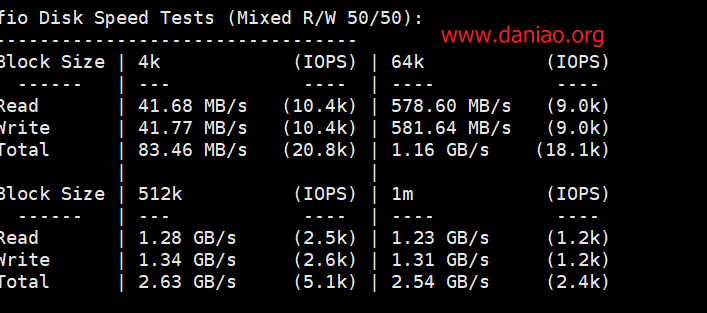 fio Disk Speed Tests (Mixed R/W 50/50):
www.daniao.org
---------------------------------
Block Size | 4k            (IOPS) | 64k           (IOPS)
  ------   | ---            ----  | ----           ----
Read       | 41.68 MB/s   (10.4k) | 578.60 MB/s   (9.0k)
Write      | 41.77 MB/s   (10.4k) | 581.64 MB/s   (9.0k)
Total      | 83.46 MB/s   (20.8k) | 1.16 GB/s    (18.1k)
           |                      |
Block Size | 512k          (IOPS) | 1m            (IOPS)
  ------   | ---            ----  | ----           ----
Read       | 1.28 GB/s     (2.5k) | 1.23 GB/s     (1.2k)
Write      | 1.34 GB/s     (2.6k) | 1.31 GB/s     (1.2k)
Total      | 2.63 GB/s     (5.1k) | 2.54 GB/s     (2.4k)